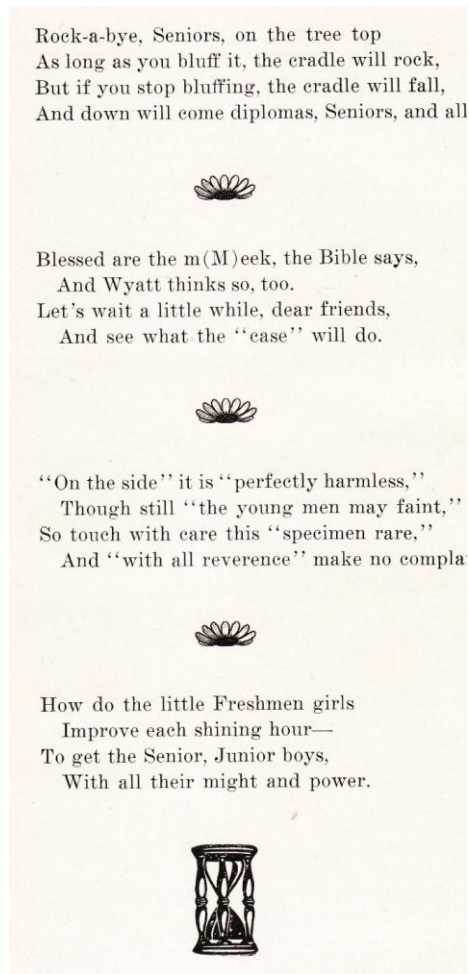 Rock-a-bye, Seniors, on the tree top
As long as you bluff it, the cradle will rock,
But if you stop bluffing, the cradle will fall,
And down will come diplomas, Seniors, and all
Blessed are the m(M)eek, the Bible says,
And Wyatt thinks so, too.
Let's wait a little while, dear friends,
And see what the "case" will do.
"On the side" it is "perfectly harmless,"
Though still "the young men may faint,"
So touch with care this "specimen rare,"
And "with all reverence" make no compla
How do the little Freshmen girls
Improve each shining hour—
To get the Senior, Junior boys,
With all their might and power.